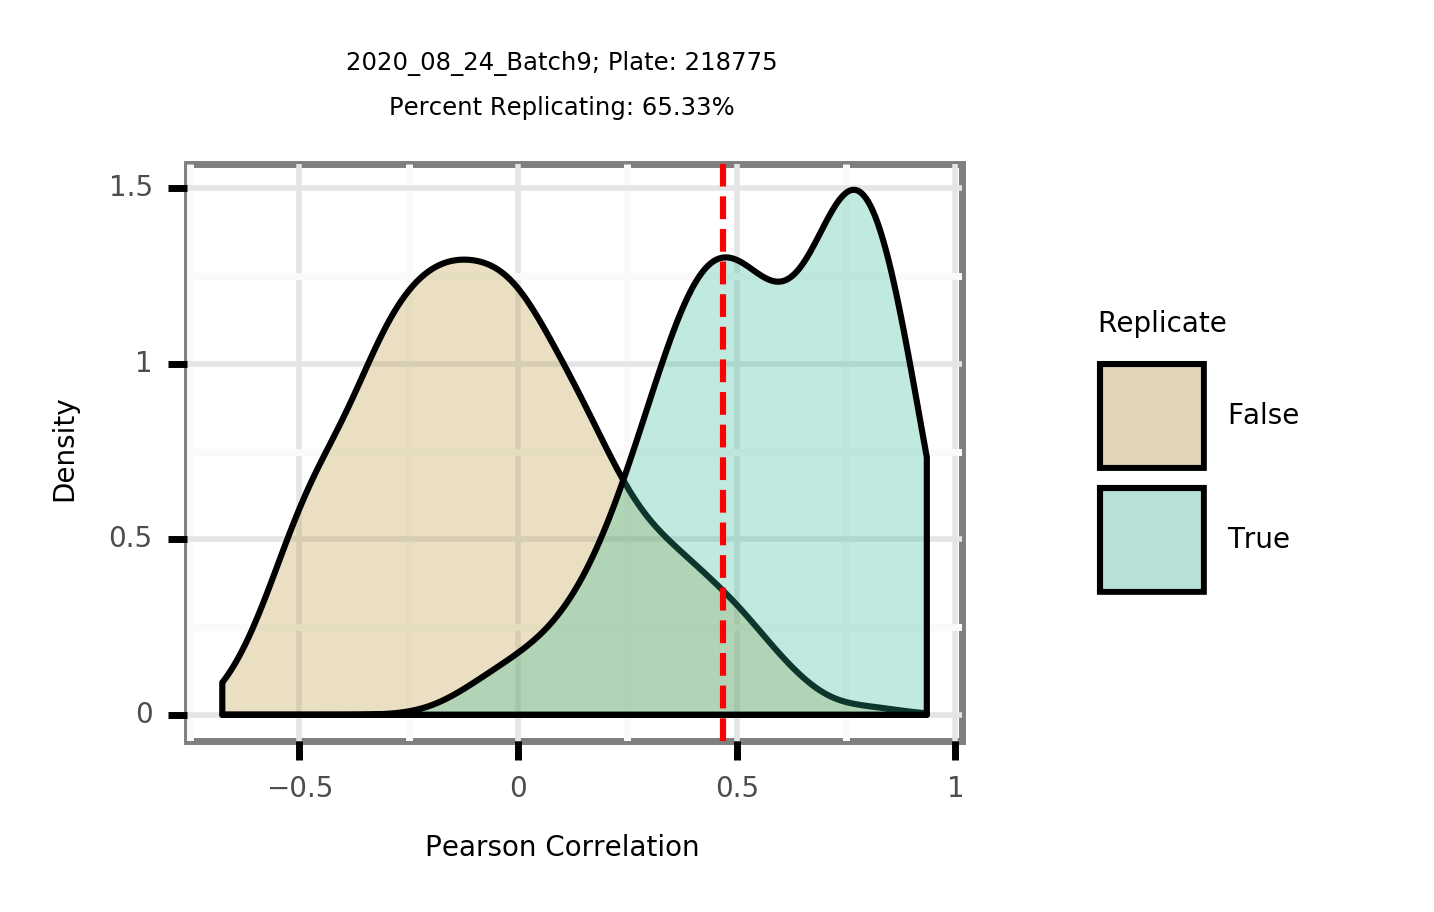 2020_08_24_Batch9; Plate: 218775
Percent Replicating: 65.33%
1.5
1
0.5
0
Density
−0.5
0
0.5
1
Pearson Correlation
Replicate
False
True